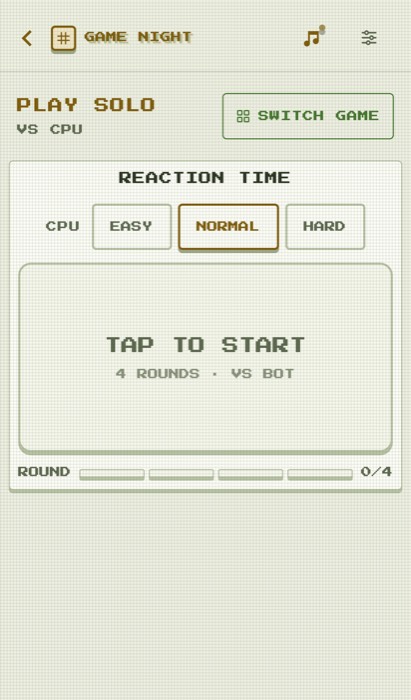 GAME NIGHT
PLAY SOLO
VS CPU
SWITCH GAME
REACTION TIME
CPU EASY NORMAL HARD
TAP TO START
4 ROUNDS · VS BOT
ROUND 0/4